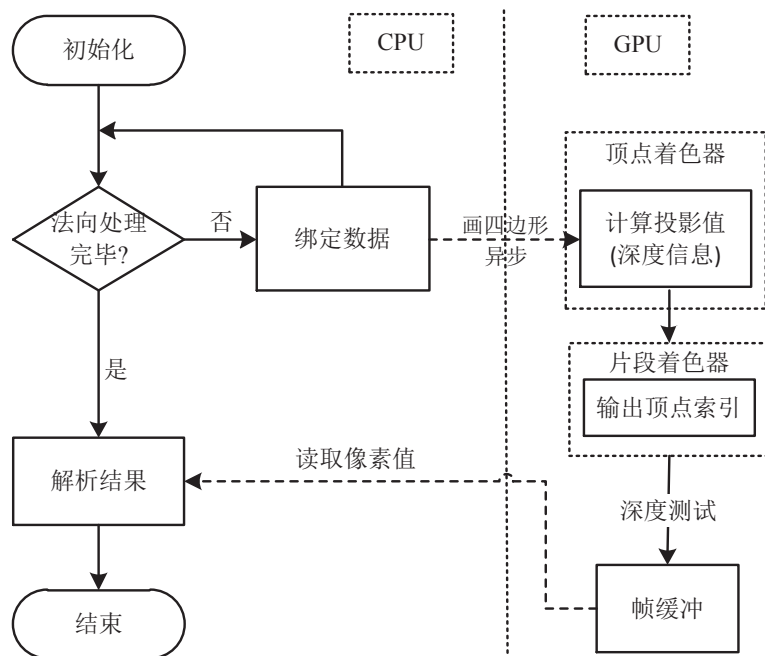 初始化
CPU
GPU
顶点着色器
法向处理
完毕?
否
绑定数据
画四边形
异步
计算投影值
(深度信息)
是
片段着色器
输出顶点索引
解析结果
读取像素值
深度测试
结束
帧缓冲